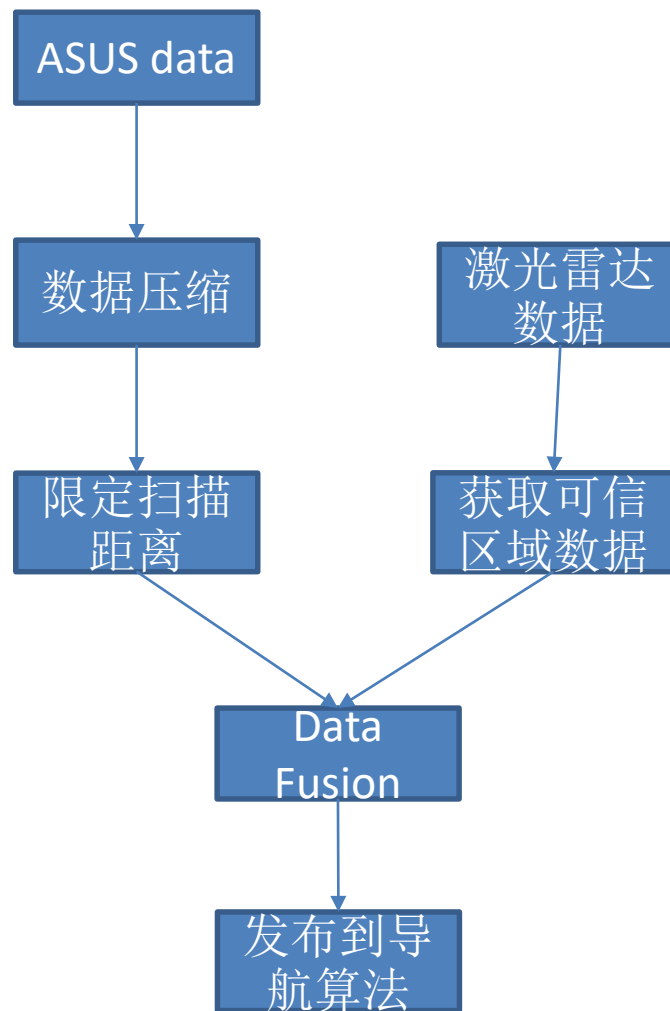 ASUS data
数据压缩
激光雷达
数据
限定扫描
距离
获取可信
区域数据
Data
Fusion
发布到导
航算法